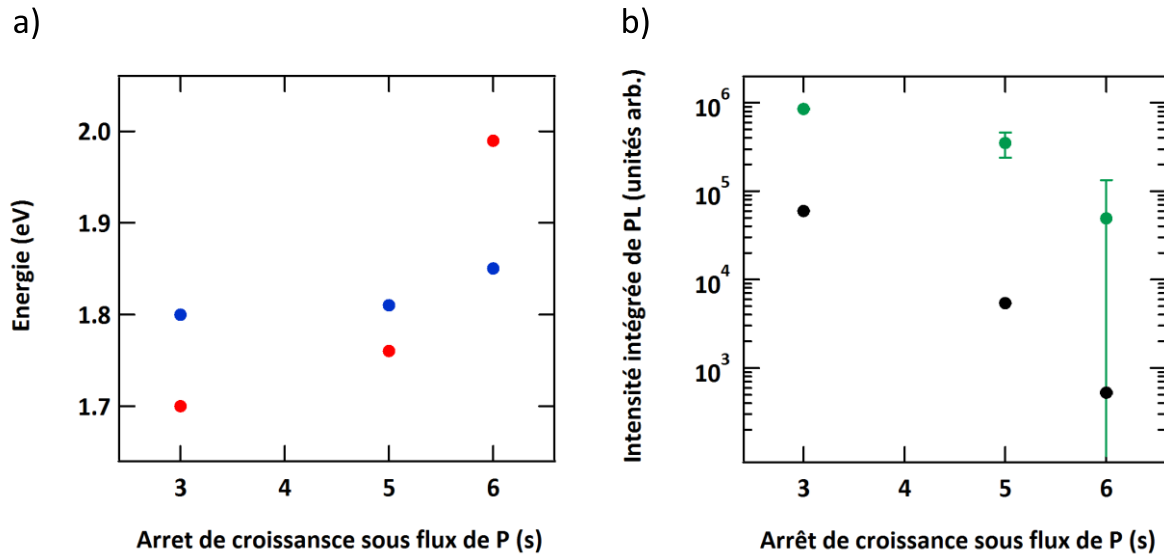 a)
b)
Energie (eV)
2.0
1.9
1.8
1.7
3 4 5 6
Arret de croissansce sous flux de P (s)
Intensité intégrée de PL (unités arb.)
10^6
10^5
10^4
10^3
3 4 5 6
Arrêt de croissance sous flux de P (s)